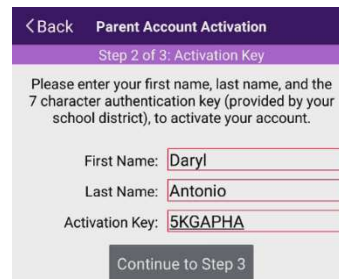 <Back Parent Account Activation
Step 2 of 3: Activation Key
Please enter your first name, last name, and the
7 character authentication key (provided by your
school district), to activate your account.
First Name: Daryl
Last Name: Antonio
Activation Key: 5KGAPHA
Continue to Step 3